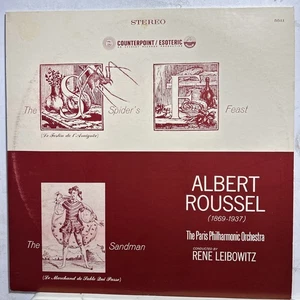 STEREO
COUNTERPOINT / ESOTERIC
The Spider's Feast
(Le Festin de l'Araignée)
ALBERT
ROUSSEL
(1869-1937)
The Paris Philharmonic Orchestra
CONDUCTED BY
RENE LEIBOWITZ
The Sandman
(Le Marchand de Sable Qui Passe)